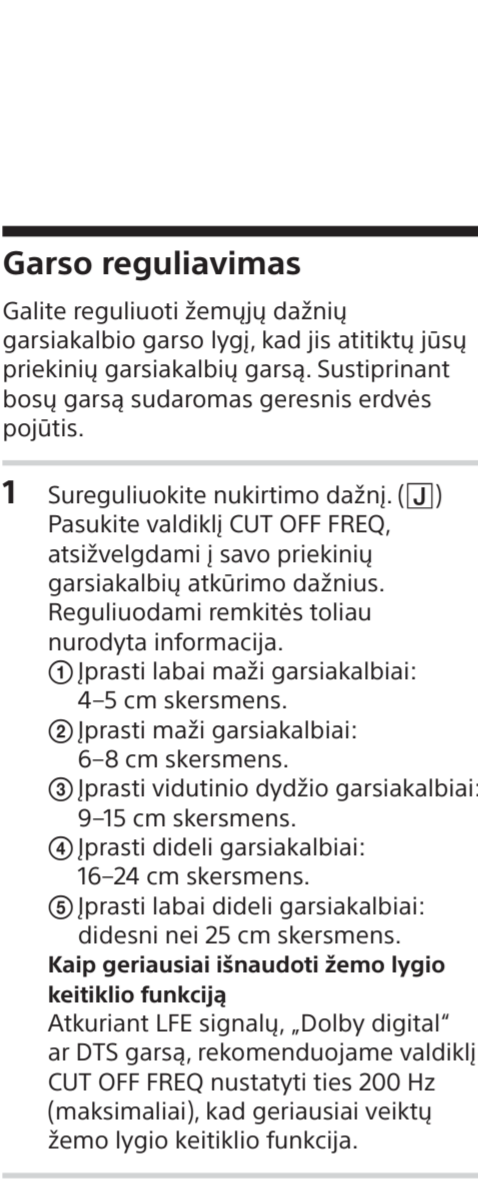 Garso reguliavimas
Galite reguliuoti žemųjų dažnių
garsiakalbio garso lygį, kad jis atitiktų jūsų
priekinių garsiakalbių garsą. Sustiprinant
bosų garsą sudaromas geresnis erdvės
pojūtis.
1 Sureguliuokite nukirtimo dažnį. (J)
Pasukite valdiklį CUT OFF FREQ,
atsižvelgdami į savo priekinių
garsiakalbių atkūrimo dažnius.
Reguliuodami remkitės toliau
nurodyta informacija.
① Įprasti labai maži garsiakalbiai:
4–5 cm skersmens.
② Įprasti maži garsiakalbiai:
6–8 cm skersmens.
③ Įprasti vidutinio dydžio garsiakalbiai:
9–15 cm skersmens.
④ Įprasti dideli garsiakalbiai:
16–24 cm skersmens.
⑤ Įprasti labai dideli garsiakalbiai:
didesni nei 25 cm skersmens.
Kaip geriausiai išnaudoti žemo lygio
keitiklio funkciją
Atkuriant LFE signalų, „Dolby digital“
ar DTS garsą, rekomenduojame valdiklį
CUT OFF FREQ nustatyti ties 200 Hz
(maksimaliai), kad geriausiai veiktų
žemo lygio keitiklio funkcija.